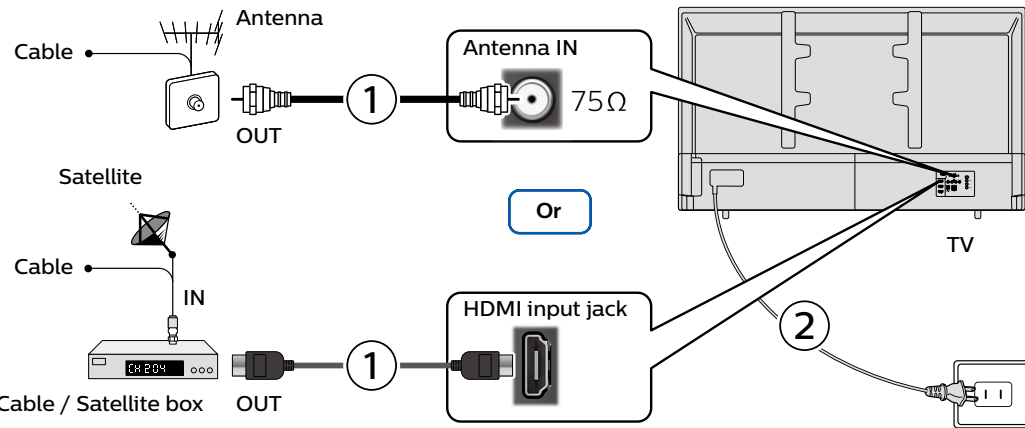 Antenna
Cable
Antenna IN
1
75Ω
OUT
Satellite
Or
TV
Cable
IN
HDMI input jack
2
CH 204
1
Cable / Satellite box
OUT